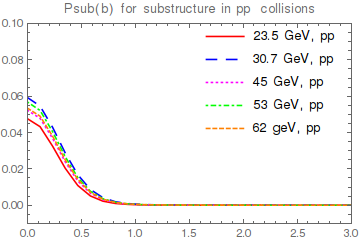 Psub(b) for substructure in pp collisions
0.10
0.08
0.06
0.04
0.02
0.00
23.5 GeV, pp
30.7 GeV, pp
45 GeV, pp
53 GeV, pp
62 geV, pp
0.0 0.5 1.0 1.5 2.0 2.5 3.0